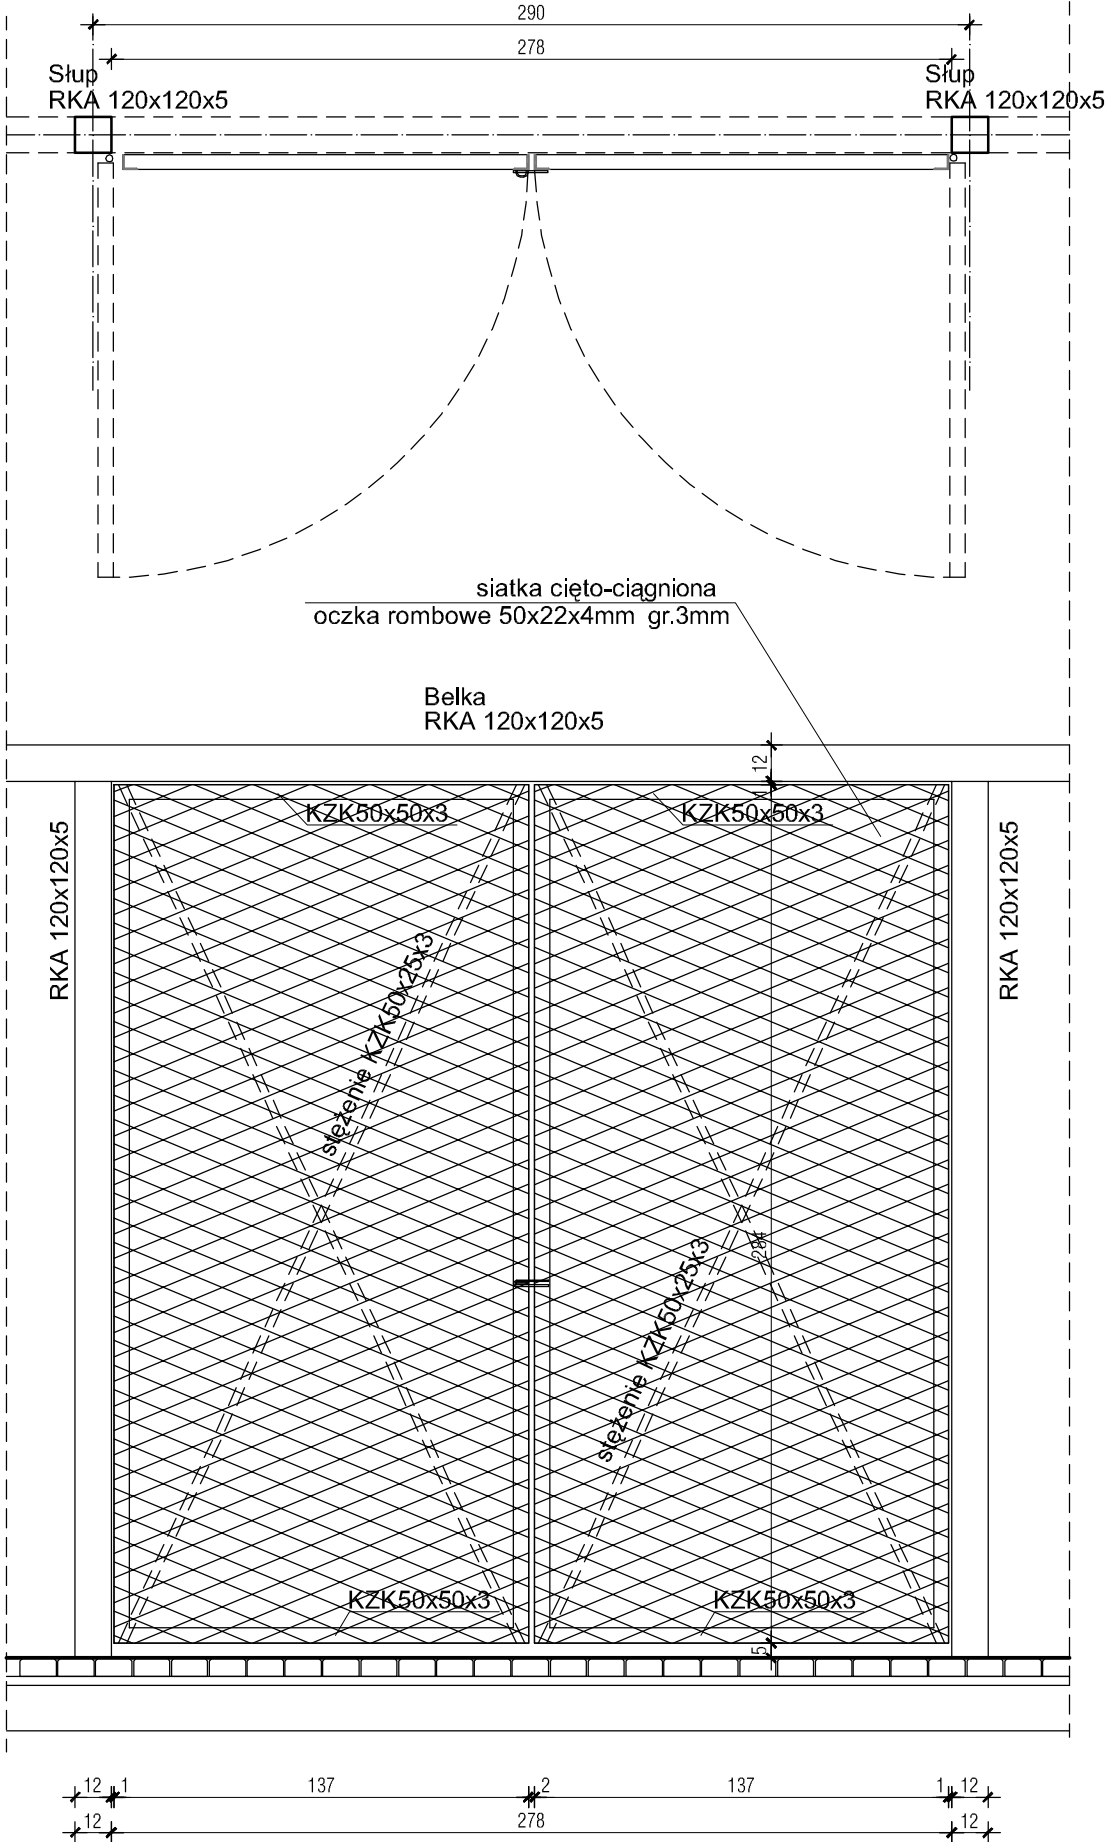 290
278
Słup
RKA 120x120x5
Słup
RKA 120x120x5
siatka cięto-ciągniona
oczka rombowe 50x22x4mm gr.3mm
Belka
RKA 120x120x5
12
1
KZK50x50x3
KZK50x50x3
RKA 120x120x5
RKA 120x120x5
stężenie KZK50x25x3
284
stężenie KZK50x25x3
KZK50x50x3
KZK50x50x3
5
12 1 137 2 137 1 12
12 278 12